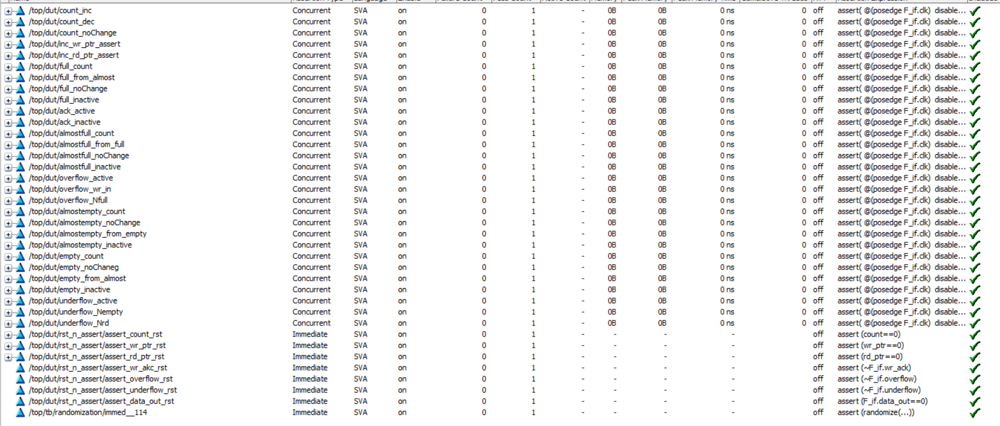 /top/dut/count_inc Concurrent SVA on 0 1 - 0B 0B 0 ns 0 off assert( @(posedge F_if.clk) disable...
/top/dut/count_dec Concurrent SVA on 0 1 - 0B 0B 0 ns 0 off assert( @(posedge F_if.clk) disable...
/top/dut/count_noChange Concurrent SVA on 0 1 - 0B 0B 0 ns 0 off assert( @(posedge F_if.clk) disable...
/top/dut/inc_wr_ptr_assert Concurrent SVA on 0 1 - 0B 0B 0 ns 0 off assert( @(posedge F_if.clk) disable...
/top/dut/inc_rd_ptr_assert Concurrent SVA on 0 1 - 0B 0B 0 ns 0 off assert( @(posedge F_if.clk) disable...
/top/dut/full_count Concurrent SVA on 0 1 - 0B 0B 0 ns 0 off assert( @(posedge F_if.clk) disable...
/top/dut/full_from_almost Concurrent SVA on 0 1 - 0B 0B 0 ns 0 off assert( @(posedge F_if.clk) disable...
/top/dut/full_noChange Concurrent SVA on 0 1 - 0B 0B 0 ns 0 off assert( @(posedge F_if.clk) disable...
/top/dut/full_inactive Concurrent SVA on 0 1 - 0B 0B 0 ns 0 off assert( @(posedge F_if.clk) disable...
/top/dut/ack_active Concurrent SVA on 0 1 - 0B 0B 0 ns 0 off assert( @(posedge F_if.clk) disable...
/top/dut/ack_inactive Concurrent SVA on 0 1 - 0B 0B 0 ns 0 off assert( @(posedge F_if.clk) disable...
/top/dut/almostfull_count Concurrent SVA on 0 1 - 0B 0B 0 ns 0 off assert( @(posedge F_if.clk) disable...
/top/dut/almostfull_from_full Concurrent SVA on 0 1 - 0B 0B 0 ns 0 off assert( @(posedge F_if.clk) disable...
/top/dut/almostfull_noChange Concurrent SVA on 0 1 - 0B 0B 0 ns 0 off assert( @(posedge F_if.clk) disable...
/top/dut/almostfull_inactive Concurrent SVA on 0 1 - 0B 0B 0 ns 0 off assert( @(posedge F_if.clk) disable...
/top/dut/overflow_active Concurrent SVA on 0 1 - 0B 0B 0 ns 0 off assert( @(posedge F_if.clk) disable...
/top/dut/overflow_wr_in Concurrent SVA on 0 1 - 0B 0B 0 ns 0 off assert( @(posedge F_if.clk) disable...
/top/dut/overflow_Nfull Concurrent SVA on 0 1 - 0B 0B 0 ns 0 off assert( @(posedge F_if.clk) disable...
/top/dut/almostempty_count Concurrent SVA on 0 1 - 0B 0B 0 ns 0 off assert( @(posedge F_if.clk) disable...
/top/dut/almostempty_noChange Concurrent SVA on 0 1 - 0B 0B 0 ns 0 off assert( @(posedge F_if.clk) disable...
/top/dut/almostempty_from_empty Concurrent SVA on 0 1 - 0B 0B 0 ns 0 off assert( @(posedge F_if.clk) disable...
/top/dut/almostempty_inactive Concurrent SVA on 0 1 - 0B 0B 0 ns 0 off assert( @(posedge F_if.clk) disable...
/top/dut/empty_count Concurrent SVA on 0 1 - 0B 0B 0 ns 0 off assert( @(posedge F_if.clk) disable...
/top/dut/empty_noChaneg Concurrent SVA on 0 1 - 0B 0B 0 ns 0 off assert( @(posedge F_if.clk) disable...
/top/dut/empty_from_almost Concurrent SVA on 0 1 - 0B 0B 0 ns 0 off assert( @(posedge F_if.clk) disable...
/top/dut/empty_inactive Concurrent SVA on 0 1 - 0B 0B 0 ns 0 off assert( @(posedge F_if.clk) disable...
/top/dut/underflow_active Concurrent SVA on 0 1 - 0B 0B 0 ns 0 off assert( @(posedge F_if.clk) disable...
/top/dut/underflow_Nempty Concurrent SVA on 0 1 - 0B 0B 0 ns 0 off assert( @(posedge F_if.clk) disable...
/top/dut/underflow_Nrd Concurrent SVA on 0 1 - 0B 0B 0 ns 0 off assert( @(posedge F_if.clk) disable...
/top/dut/rst_n_assert/assert_count_rst Immediate SVA on 0 1 - - - - off assert (count==0)
/top/dut/rst_n_assert/assert_wr_ptr_rst Immediate SVA on 0 1 - - - - off assert (wr_ptr==0)
/top/dut/rst_n_assert/assert_rd_ptr_rst Immediate SVA on 0 1 - - - - off assert (rd_ptr==0)
/top/dut/rst_n_assert/assert_wr_akc_rst Immediate SVA on 0 1 - - - - off assert (~F_if.wr_ack)
/top/dut/rst_n_assert/assert_overflow_rst Immediate SVA on 0 1 - - - - off assert (~F_if.overflow)
/top/dut/rst_n_assert/assert_underflow_rst Immediate SVA on 0 1 - - - - off assert (~F_if.underflow)
/top/dut/rst_n_assert/assert_data_out_rst Immediate SVA on 0 1 - - - - off assert (F_if.data_out==0)
/top/tb/randomization/immed__114 Immediate SVA on 0 1 - - - - off assert (randomize(...))